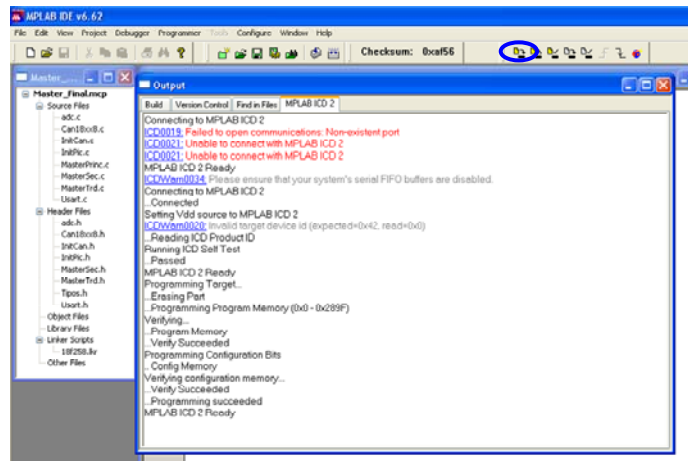 MPLAB IDE v6.62
File Edit View Project Debugger Programmer Tools Configure Window Help
Checksum: 0xaf56
Master_...
Master_final.mcp
Source Files
adc.c
Can18xx8.c
InitCan.c
InitPic.c
MasterPrinc.c
MasterSec.c
MasterTrd.c
Usart.c
Header Files
adc.h
Can18xx8.h
InitCan.h
InitPic.h
MasterSec.h
MasterTrd.h
Tipos.h
Usart.h
Object Files
Library Files
Linker Scripts
18f258.lkr
Other Files
Output
Build Version Control Find in Files MPLAB ICD 2
Connecting to MPLAB ICD 2
ICD0019: Failed to open communications: Non-existent port
ICD0021: Unable to connect with MPLAB ICD 2
ICD0021: Unable to connect with MPLAB ICD 2
MPLAB ICD 2 Ready
ICDWarn0034: Please ensure that your system's serial FIFO buffers are disabled.
Connecting to MPLAB ICD 2
...Connected
Setting Vdd source to MPLAB ICD 2
ICDWarn0020: Invalid target device id (expected=0x42, read=0x0)
...Reading ICD Product ID
Running ICD Self Test
...Passed
MPLAB ICD 2 Ready
Programming Target...
...Erasing Part
...Programming Program Memory (0x0 - 0x289F)
Verifying...
...Program Memory
...Verify Succeeded
Programming Configuration Bits
.. Config Memory
Verifying configuration memory...
...Verify Succeeded
...Programming succeeded
MPLAB ICD 2 Ready